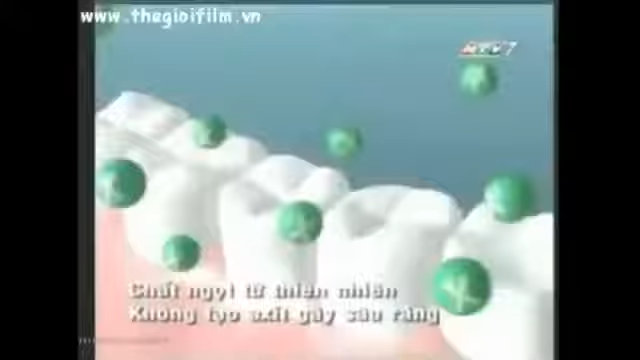 www.thegioifilm.vn
HTV7
Chất ngọt từ thiên nhiên
Không tạo axit gây sâu răng